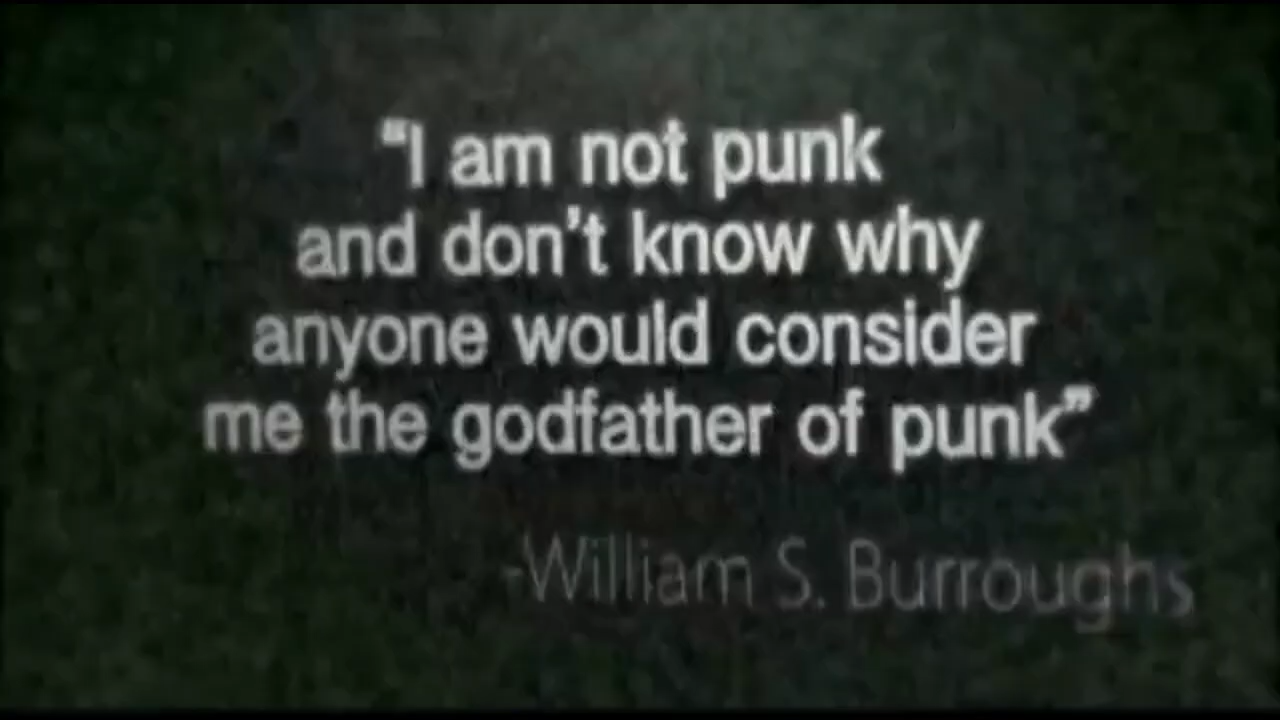 “I am not punk
and don’t know why
anyone would consider
me the godfather of punk”
-William S. Burroughs